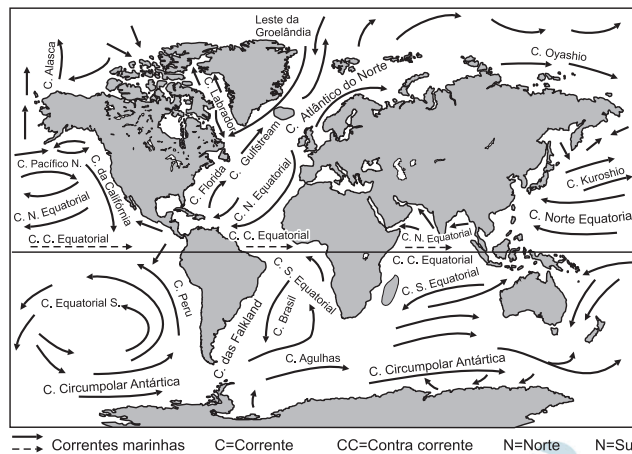 Leste da
Groelândia
C. Alasca
C. Oyashio
C. Labrador
C. Atlântico do Norte
C. Gulfstream
C. Pacífico N.
C. da Califórnia
C. Florida
C. Kuroshio
C. N. Equatorial
C. N. Equatorial
C. N. Equatorial
C. Norte Equatoria
C. C. Equatorial
C. C. Equatorial
C. C. Equatorial
C. S. Equatorial
C. S. Equatorial
C. Equatorial S.
C. Peru
C. Brasil
C. das Falkland
C. Agulhas
C. Circumpolar Antártica
C. Circumpolar Antártica
Correntes marinhas C=Corrente CC=Contra corrente N=Norte N=Su